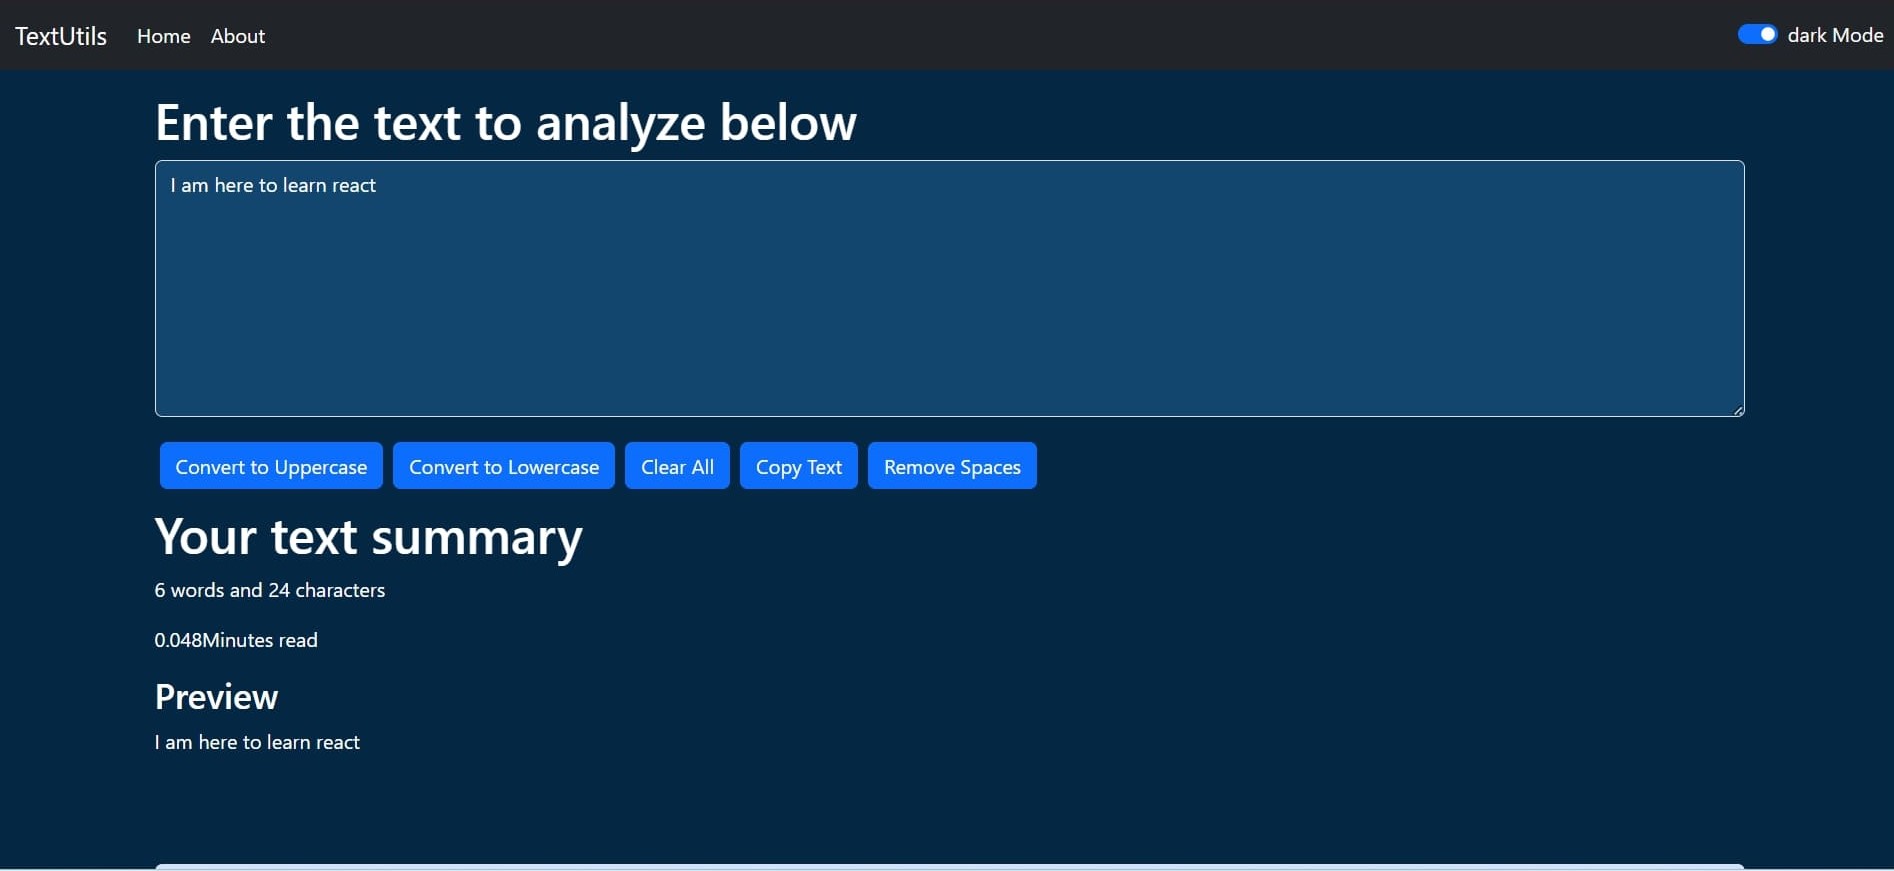 TextUtils Home About dark Mode
Enter the text to analyze below
I am here to learn react
Convert to Uppercase Convert to Lowercase Clear All Copy Text Remove Spaces
Your text summary
6 words and 24 characters
0.048Minutes read
Preview
I am here to learn react